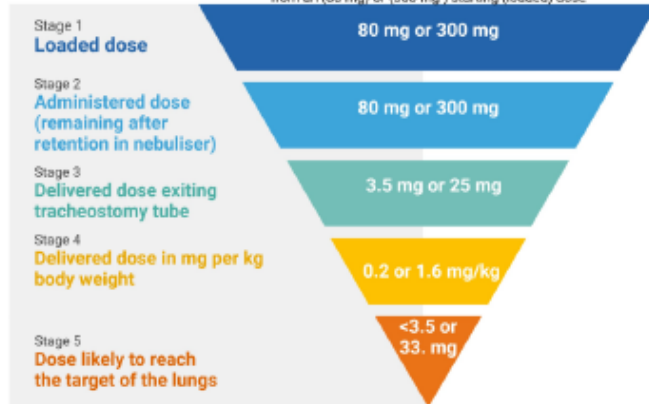 Stage 1
Loaded dose
80 mg or 300 mg
Stage 2
Administered dose
(remaining after
retention in nebuliser)
80 mg or 300 mg
Stage 3
Delivered dose exiting
tracheostomy tube
3.5 mg or 25 mg
Stage 4
Delivered dose in mg per kg
body weight
0.2 or 1.6 mg/kg
Stage 5
Dose likely to reach
the target of the lungs
<3.5 or
33. mg